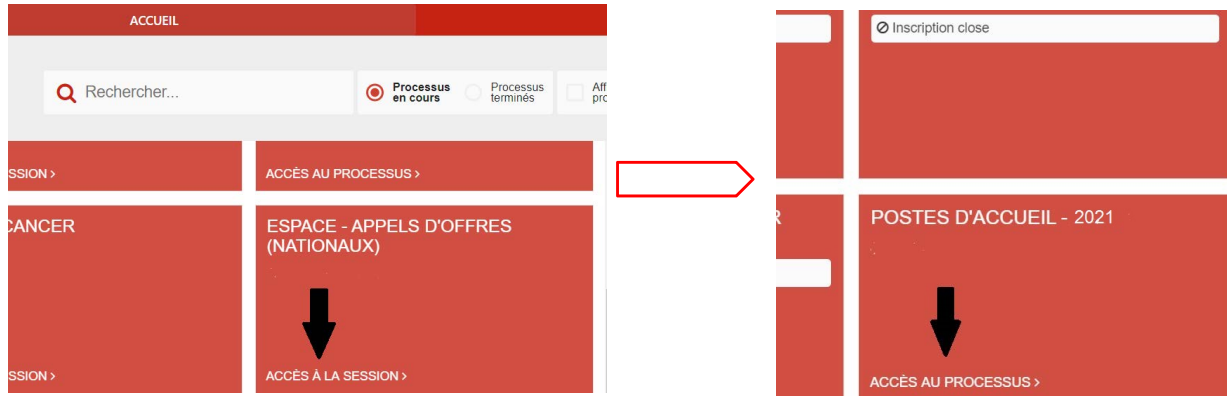 ACCUEIL
Rechercher...
Processus
en cours
Processus
terminés
Aff
pro
SSION >
ACCÈS AU PROCESSUS >
CANCER
ESPACE - APPELS D'OFFRES
(NATIONAUX)
SSION >
ACCÈS À LA SESSION >
Inscription close
R
POSTES D'ACCUEIL - 2021
ACCÈS AU PROCESSUS >